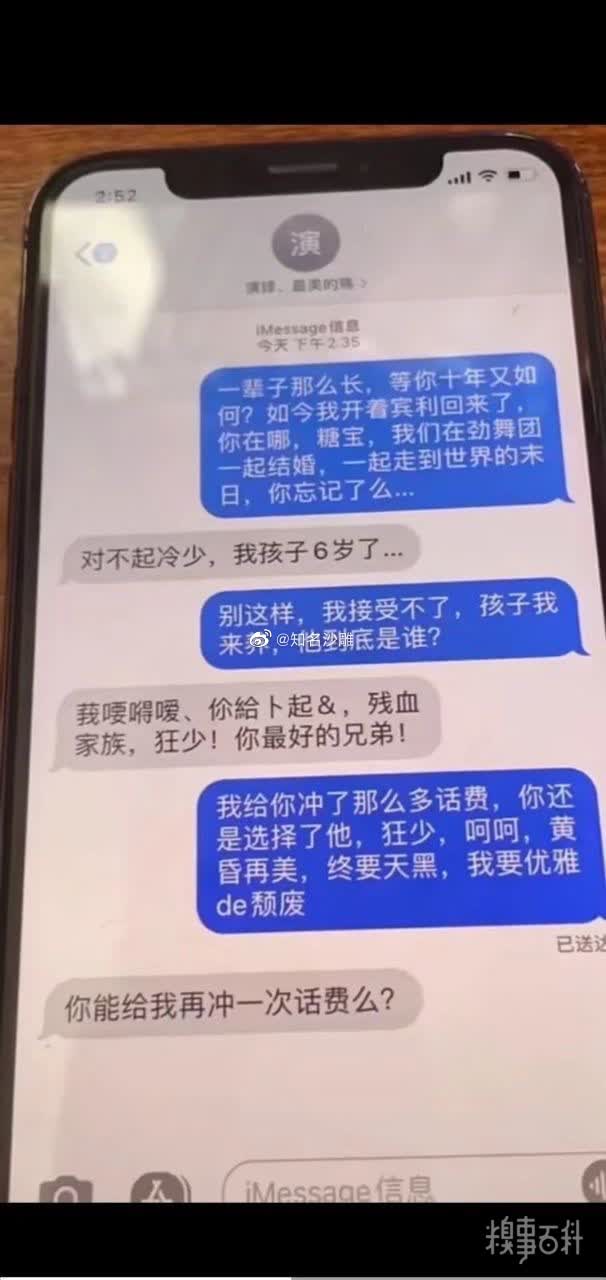 2:52
演
iMessage信息
今天 下午2:35
一辈子那么长，等你十年又如
何？如今我开着宾利回来了，
你在哪，糖宝，我们在劲舞团
一起结婚，一起走到世界的末
日，你忘记了么...
对不起冷少，我孩子6岁了...
别这样，我接受不了，孩子我
来养，他到底是谁？
@知名沙雕
莪喓嘚嗳、你給卜起&，残血
家族，狂少！你最好的兄弟！
我给你冲了那么多话费，你还
是选择了他，狂少，呵呵，黄
昏再美，终要天黑，我要优雅
de颓废
已送达
你能给我再冲一次话费么？
iMessage信息
糗事百科